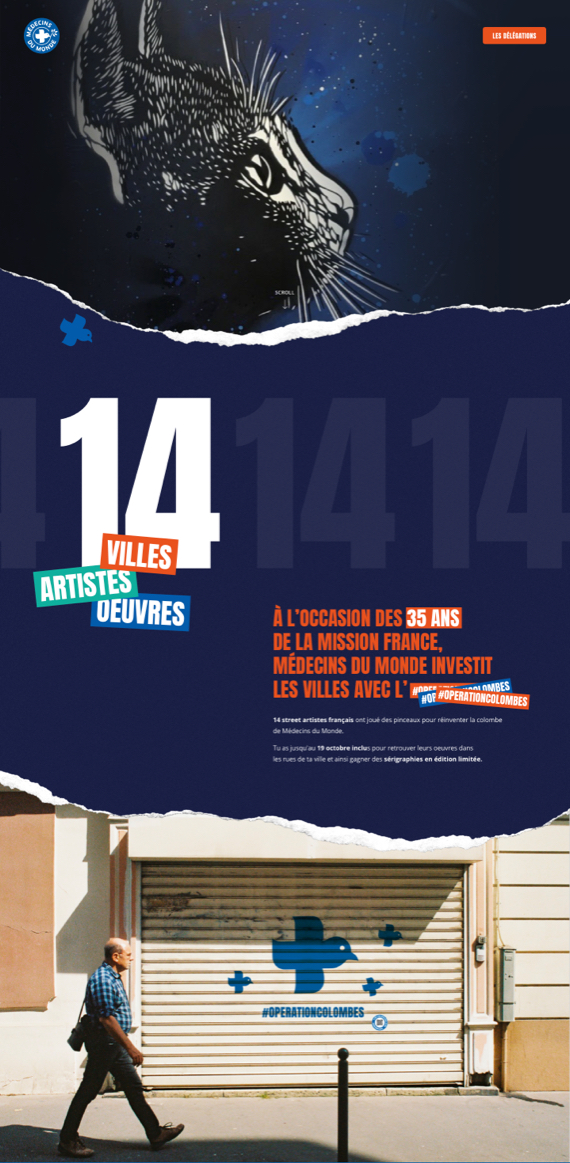 MÉDECINS
DU MONDE
LES DÉLÉGATIONS
SCROLL
14
14
14
VILLES
ARTISTES
OEUVRES
À L'OCCASION DES 35 ANS
DE LA MISSION FRANCE,
MÉDECINS DU MONDE INVESTIT
LES VILLES AVEC L'
#OPERATIONCOLOMBES
14 street artistes français ont joué des pinceaux pour réinventer la colombe
de Médecins du Monde.
Tu as jusqu'au 19 octobre inclus pour retrouver leurs oeuvres dans
les rues de ta ville et ainsi gagner des sérigraphies en édition limitée.
#OPERATIONCOLOMBES